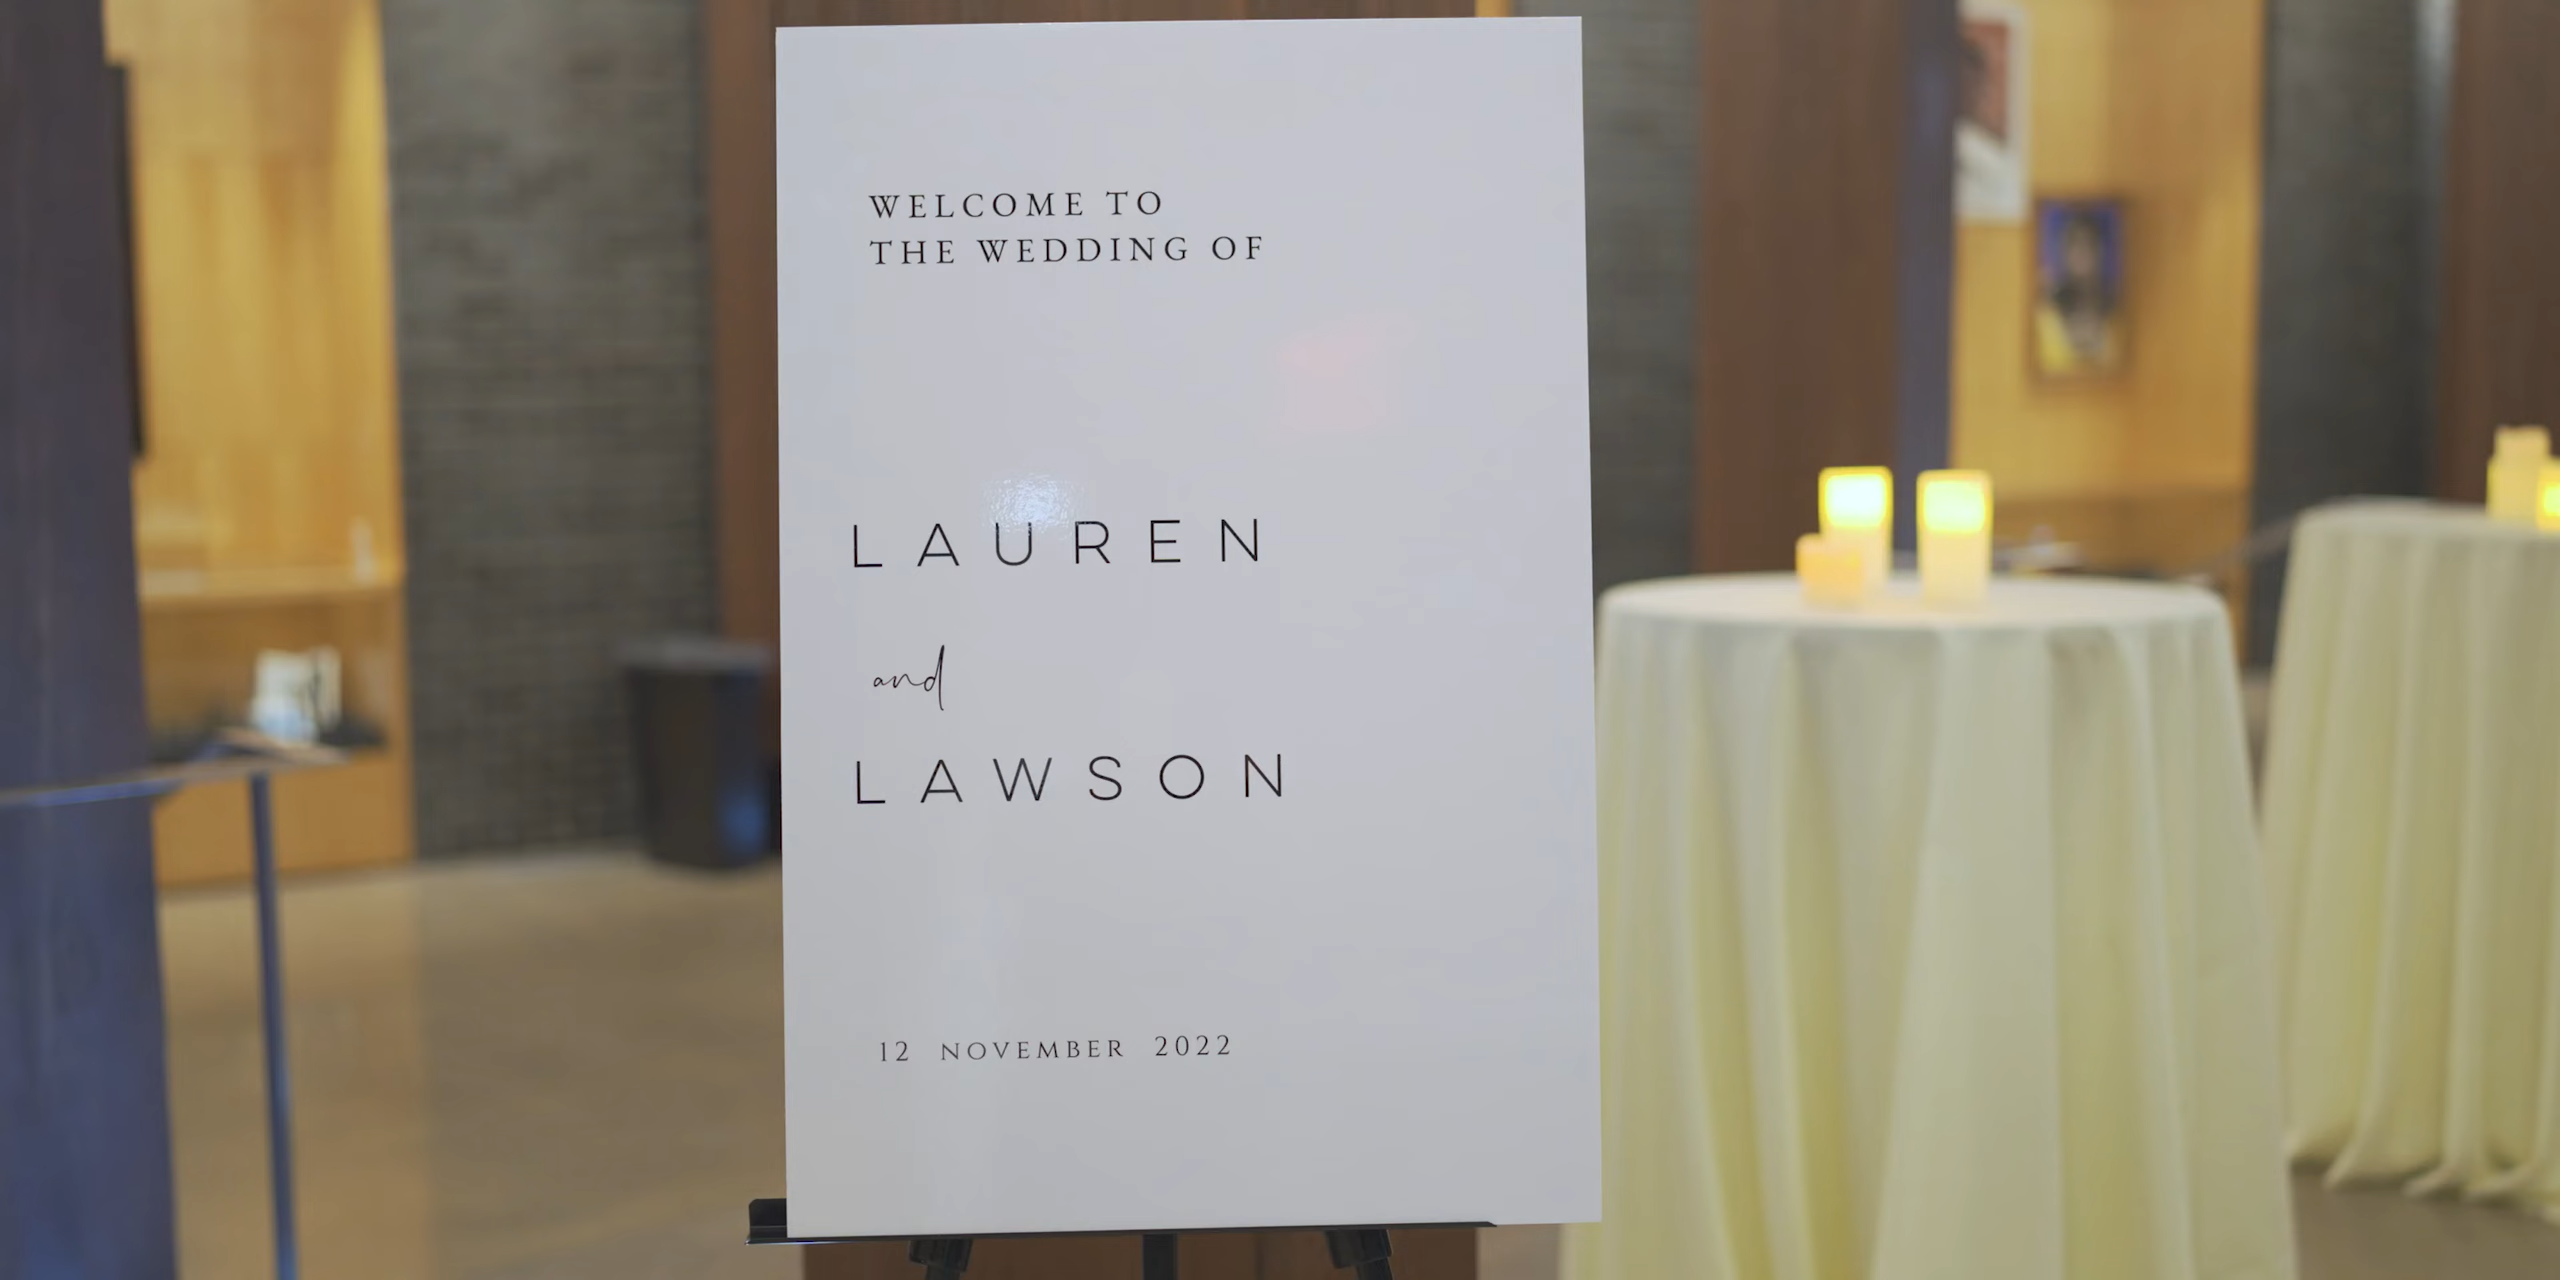 WELCOME TO
THE WEDDING OF
LAUREN
and
LAWSON
12 NOVEMBER 2022